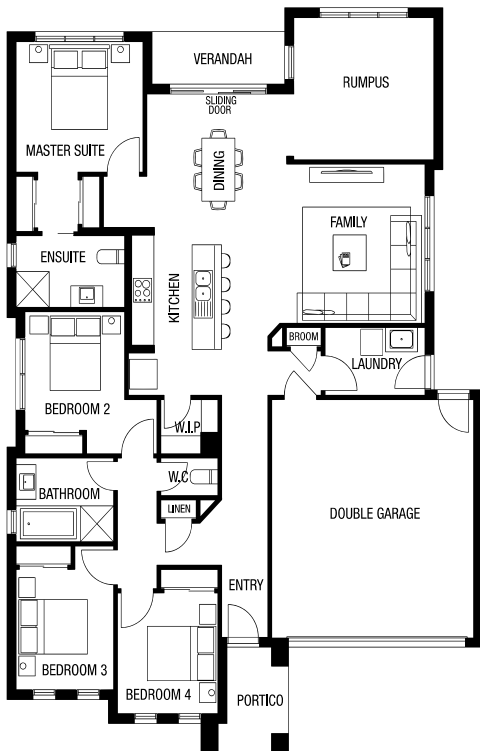 VERANDAH
RUMPUS
SLIDING
DOOR
MASTER SUITE
DINING
FAMILY
ENSUITE
KITCHEN
BROOM
LAUNDRY
BEDROOM 2
W.I.P
W.C
BATHROOM
LINEN
DOUBLE GARAGE
ENTRY
BEDROOM 3
BEDROOM 4
PORTICO